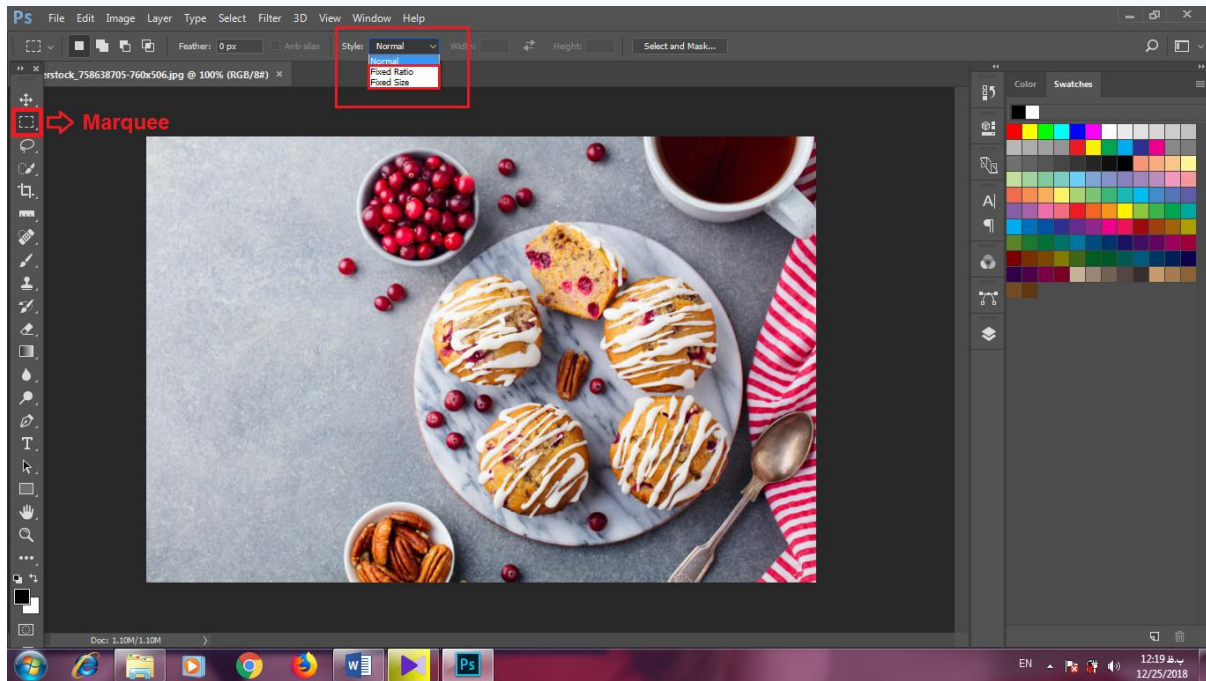 Ps File Edit Image Layer Type Select Filter 3D View Window Help
Feather: 0 px Anti-alias Style: Normal Width: Height: Select and Mask...
Normal
Fixed Ratio
Fixed Size
erstock_758638705-760x506.jpg @ 100% (RGB/8#) ×
Color Swatches
Marquee
Doc: 1.10M/1.10M
Ps
EN
12:19 ب.ظ
12/25/2018